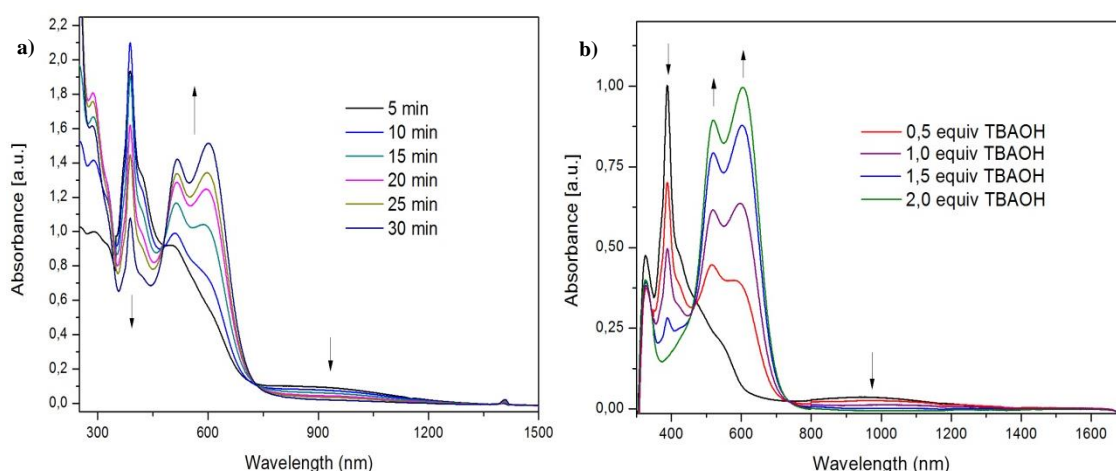 a)
2,2
2,0
1,8
1,6
1,4
1,2
1,0
0,8
0,6
0,4
0,2
0,0
Absorbance [a.u.]
5 min
10 min
15 min
20 min
25 min
30 min
300 600 900 1200 1500
Wavelength (nm)
b)
1,00
0,75
0,50
0,25
0,00
Absorbance [a.u.]
0,5 equiv TBAOH
1,0 equiv TBAOH
1,5 equiv TBAOH
2,0 equiv TBAOH
400 600 800 1000 1200 1400 1600
Wavelength (nm)